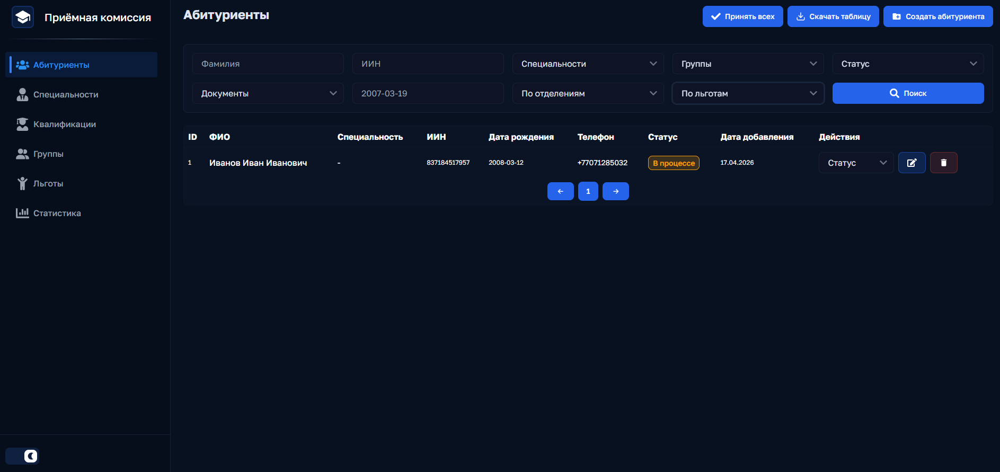 Приёмная комиссия
Абитуриенты
Специальности
Квалификации
Группы
Льготы
Статистика
Абитуриенты
Принять всех
Скачать таблицу
Создать абитуриента
Фамилия
ИИН
Специальности
Группы
Статус
Документы
2007-03-19
По отделениям
По льготам
Поиск
ID ФИО Специальность ИИН Дата рождения Телефон Статус Дата добавления Действия
1 Иванов Иван Иванович - 837184517957 2008-03-12 +77071285032 В процессе 17.04.2026 Статус
← 1 →